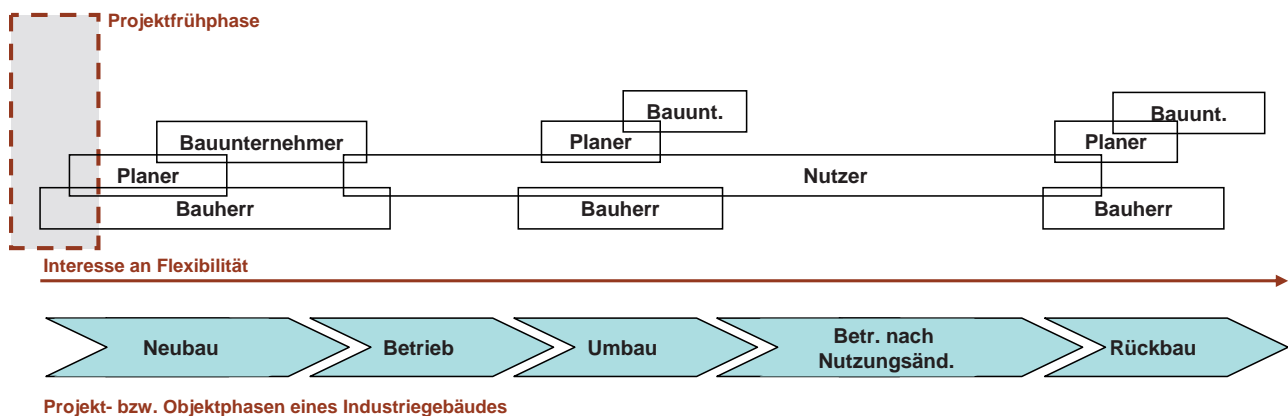 Projektfrühphase
Bauunt.
Bauunt.
Bauunternehmer
Planer
Planer
Planer
Nutzer
Bauherr
Bauherr
Bauherr
Interesse an Flexibilität
Neubau
Betrieb
Umbau
Betr. nach
Nutzungsänd.
Rückbau
Projekt- bzw. Objektphasen eines Industriegebäudes